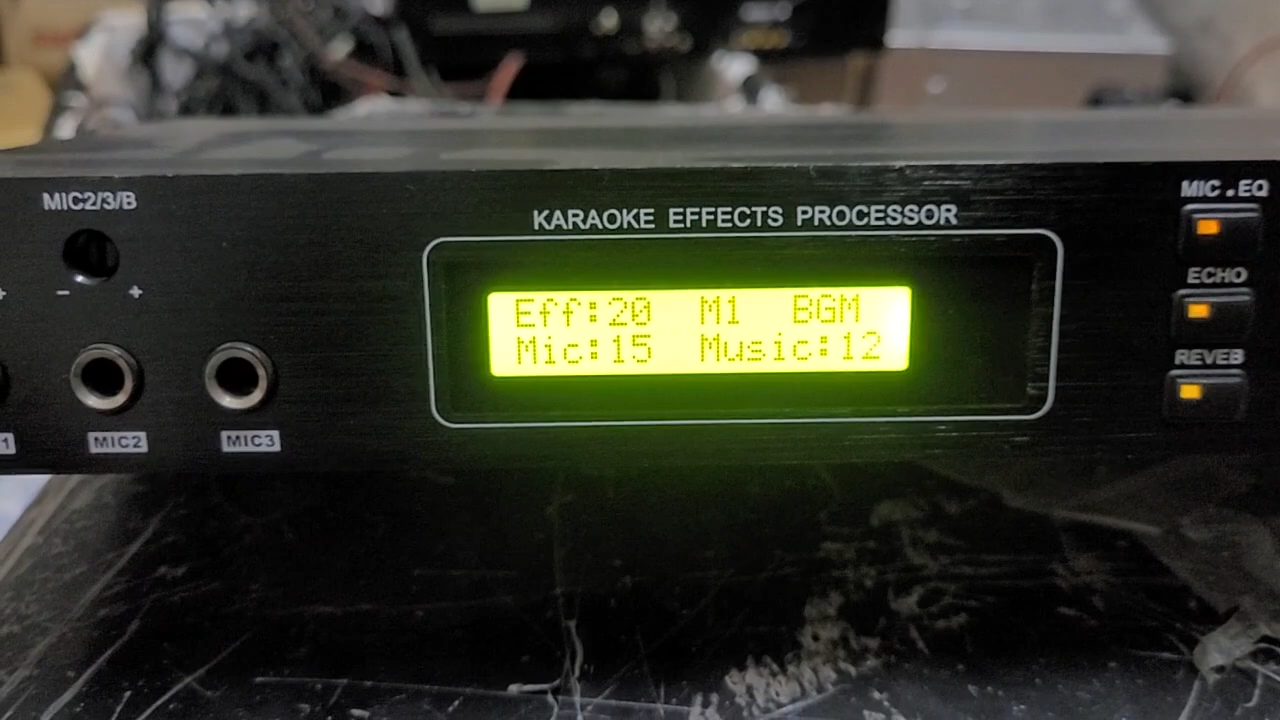 MIC2/3/B
- +
1
MIC2
MIC3
KARAOKE EFFECTS PROCESSOR
Eff:20 M1 BGM
Mic:15 Music:12
MIC.EQ
ECHO
REVEB